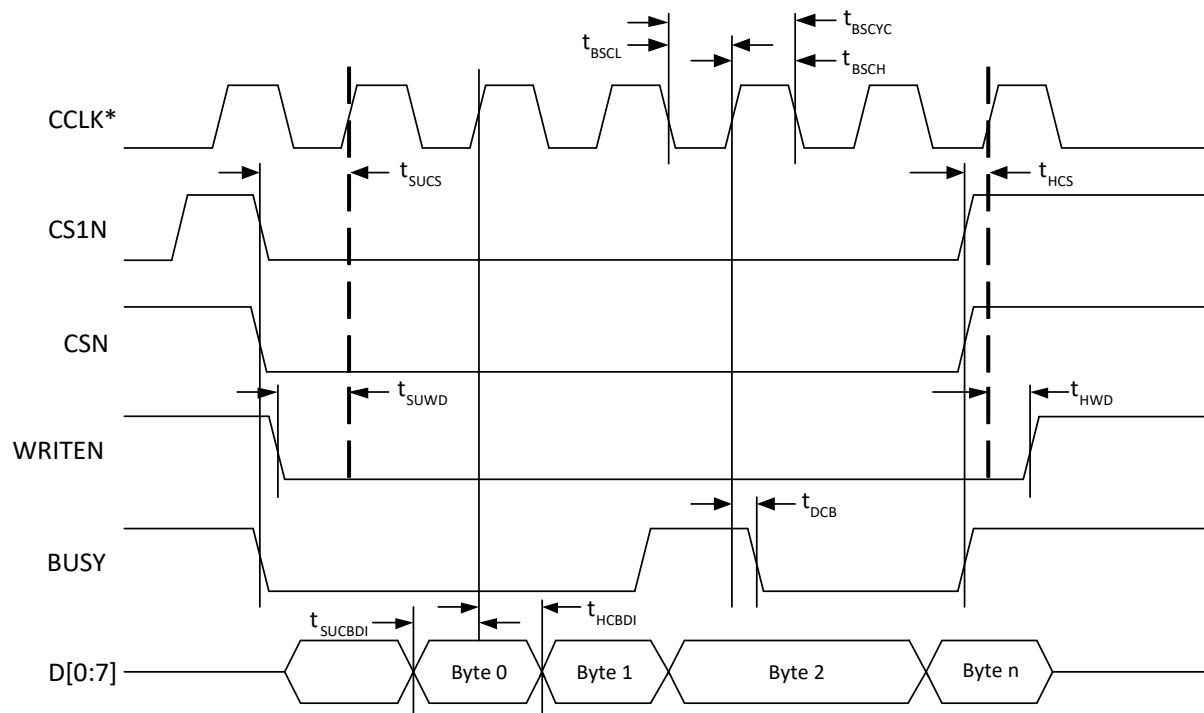 tBSCYC
tBSCL
tBSCH
CCLK*
tSUCS
tHCS
CS1N
CSN
tSUWD
tHWD
WRITEN
tDCB
BUSY
tSUCBDI
tHCBDI
D[0:7]
Byte 0
Byte 1
Byte 2
Byte n